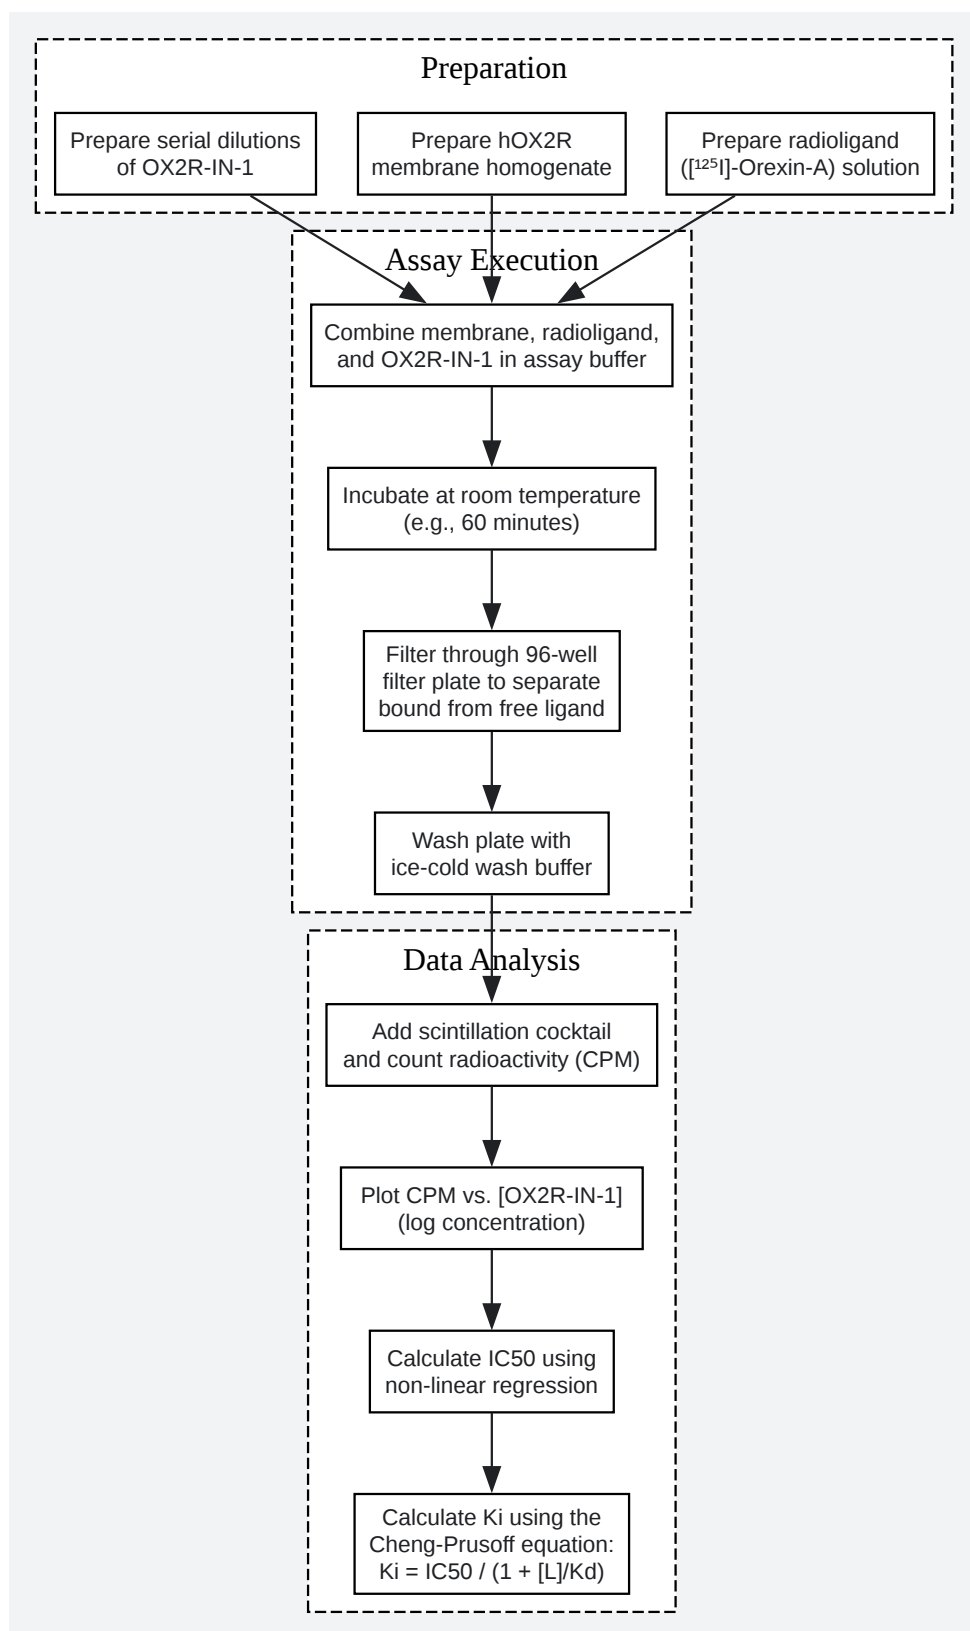 Preparation
Prepare serial dilutions
of OX2R-IN-1
Prepare hOX2R
membrane homogenate
Prepare radioligand
([¹²⁵I]-Orexin-A) solution
Assay Execution
Combine membrane, radioligand,
and OX2R-IN-1 in assay buffer
Incubate at room temperature
(e.g., 60 minutes)
Filter through 96-well
filter plate to separate
bound from free ligand
Wash plate with
ice-cold wash buffer
Data Analysis
Add scintillation cocktail
and count radioactivity (CPM)
Plot CPM vs. [OX2R-IN-1]
(log concentration)
Calculate IC50 using
non-linear regression
Calculate Ki using the
Cheng-Prusoff equation:
Ki = IC50 / (1 + [L]/Kd)